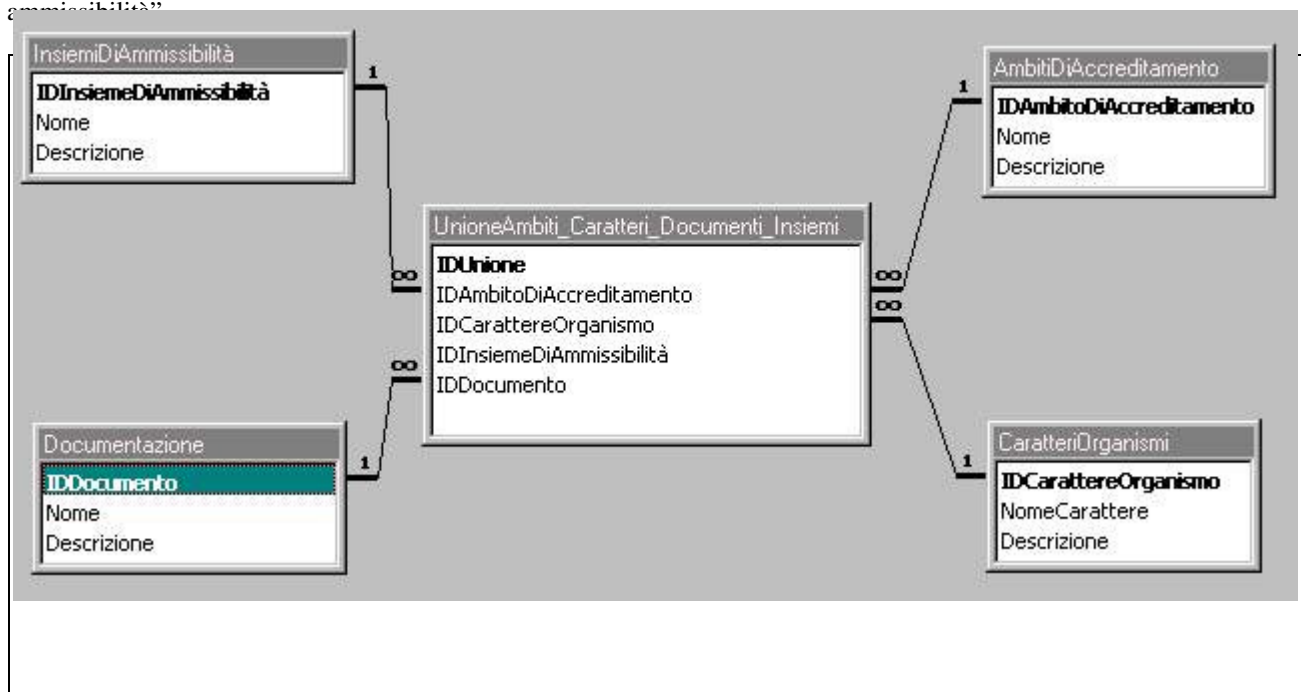 ammissibilità”
InsiemiDiAmmissibilità
IDInsiemeDiAmmissibilità
Nome
Descrizione
1
∞
AmbitiDiAccreditamento
IDAmbitoDiAccreditamento
Nome
Descrizione
1
∞
UnioneAmbiti_Caratteri_Documenti_Insiemi
IDUnione
IDAmbitoDiAccreditamento
IDCarattereOrganismo
IDInsiemeDiAmmissibilità
IDDocumento
∞
∞
Documentazione
IDDocumento
Nome
Descrizione
1
CaratteriOrganismi
IDCarattereOrganismo
NomeCarattere
Descrizione
1